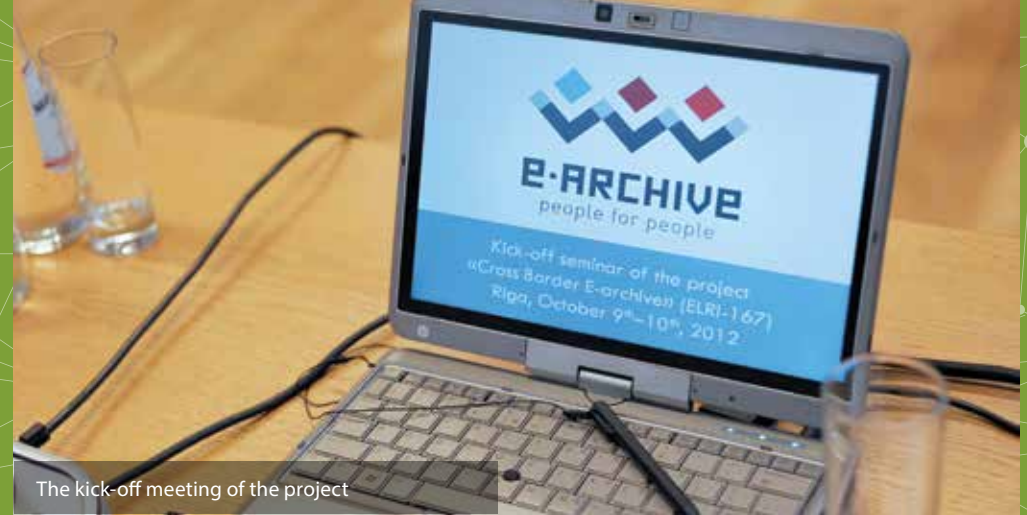 e·ARCHIVE
people for people
Kick-off seminar of the project
«Cross Border E-archive» (ELRI-167)
Riga, October 9th–10th, 2012
The kick-off meeting of the project